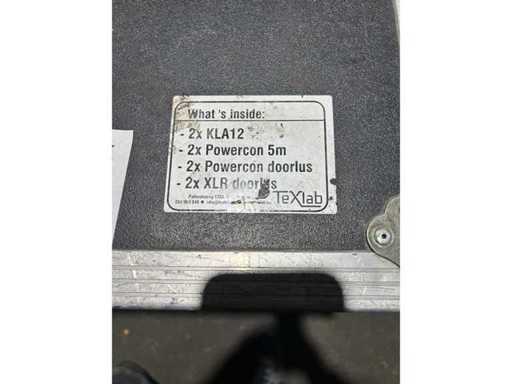 What 's inside:
- 2x KLA12
- 2x Powercon 5m
- 2x Powercon doorlus
- 2x XLR doorlus
TeXlab